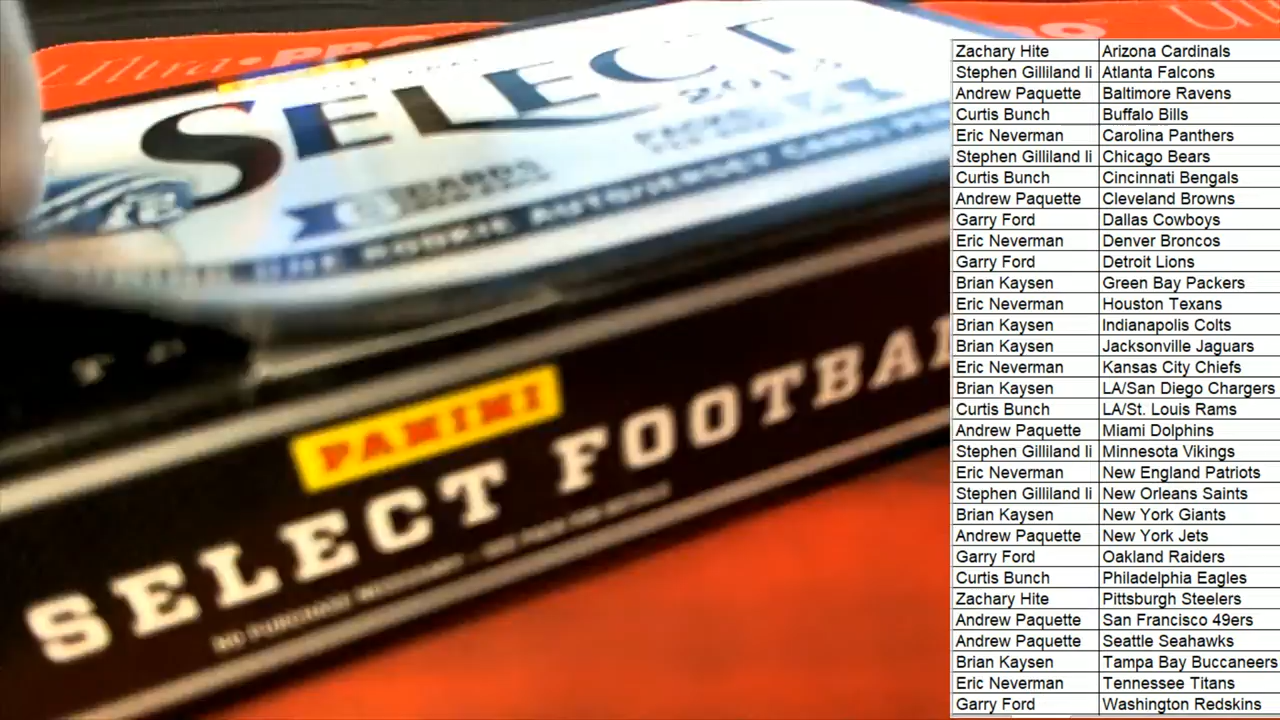 Ultra PRO
SELECT
ROOKIE AUTO
PANINI
SELECT FOOTBAL
Zachary Hite Arizona Cardinals
Stephen Gilliland Ii Atlanta Falcons
Andrew Paquette Baltimore Ravens
Curtis Bunch Buffalo Bills
Eric Neverman Carolina Panthers
Stephen Gilliland Ii Chicago Bears
Curtis Bunch Cincinnati Bengals
Andrew Paquette Cleveland Browns
Garry Ford Dallas Cowboys
Eric Neverman Denver Broncos
Garry Ford Detroit Lions
Brian Kaysen Green Bay Packers
Eric Neverman Houston Texans
Brian Kaysen Indianapolis Colts
Brian Kaysen Jacksonville Jaguars
Eric Neverman Kansas City Chiefs
Brian Kaysen LA/San Diego Chargers
Curtis Bunch LA/St. Louis Rams
Andrew Paquette Miami Dolphins
Stephen Gilliland Ii Minnesota Vikings
Eric Neverman New England Patriots
Stephen Gilliland Ii New Orleans Saints
Brian Kaysen New York Giants
Andrew Paquette New York Jets
Garry Ford Oakland Raiders
Curtis Bunch Philadelphia Eagles
Zachary Hite Pittsburgh Steelers
Andrew Paquette San Francisco 49ers
Andrew Paquette Seattle Seahawks
Brian Kaysen Tampa Bay Buccaneers
Eric Neverman Tennessee Titans
Garry Ford Washington Redskins